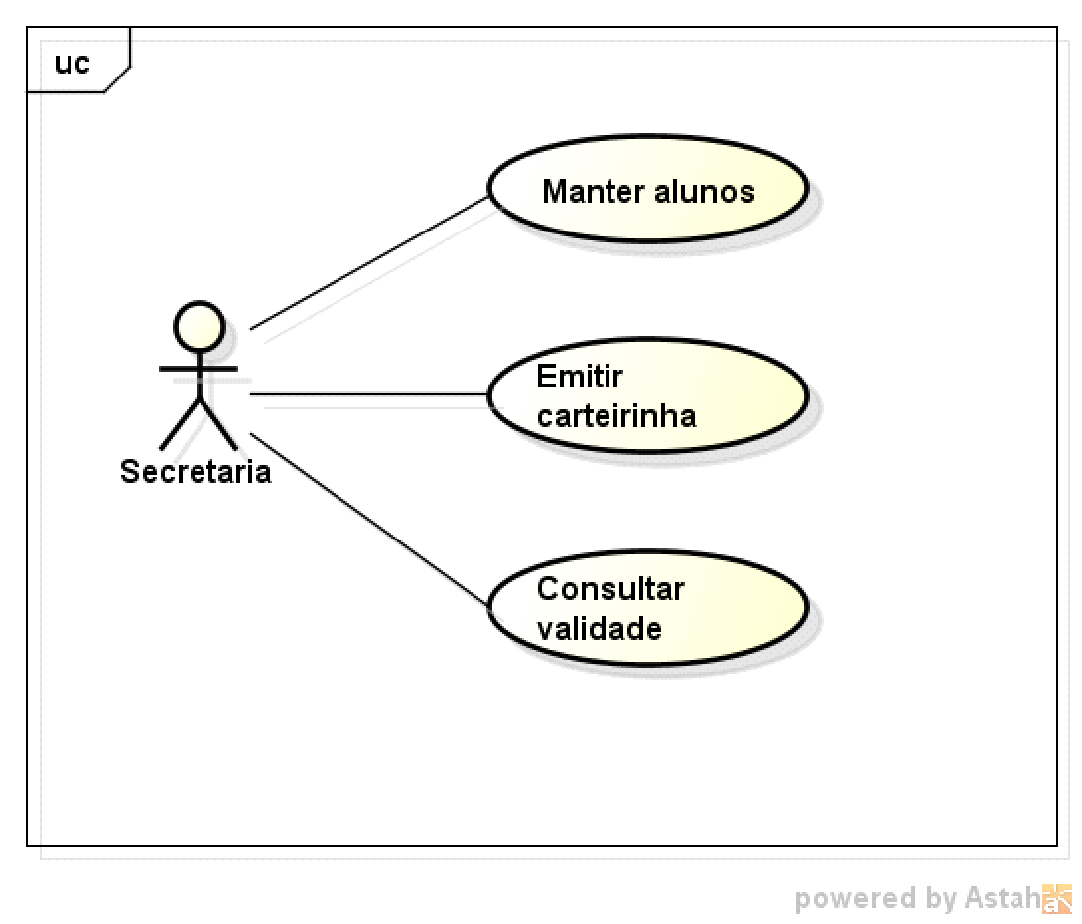 uc
Manter alunos
Emitir
carteirinha
Secretaria
Consultar
validade
powered by Astah